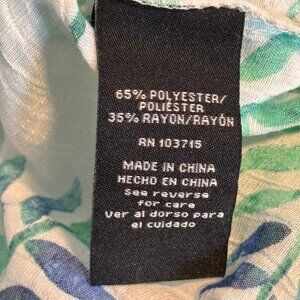 65% POLYESTER/
POLIÉSTER
35% RAYON/RAYÓN
RN 103715
MADE IN CHINA
HECHO EN CHINA
See reverse
for care
Ver al dorso para
el cuidado